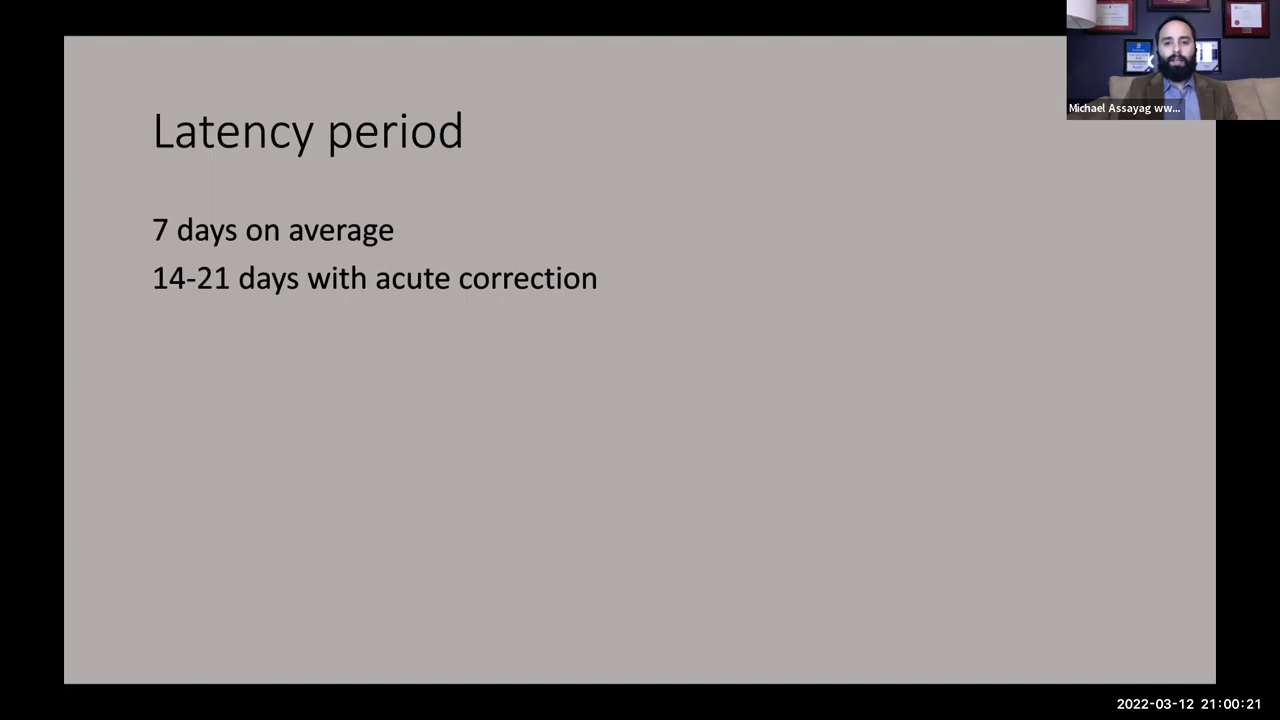 Latency period
7 days on average
14-21 days with acute correction
Michael Assayag ww...
2022-03-12 21:00:21